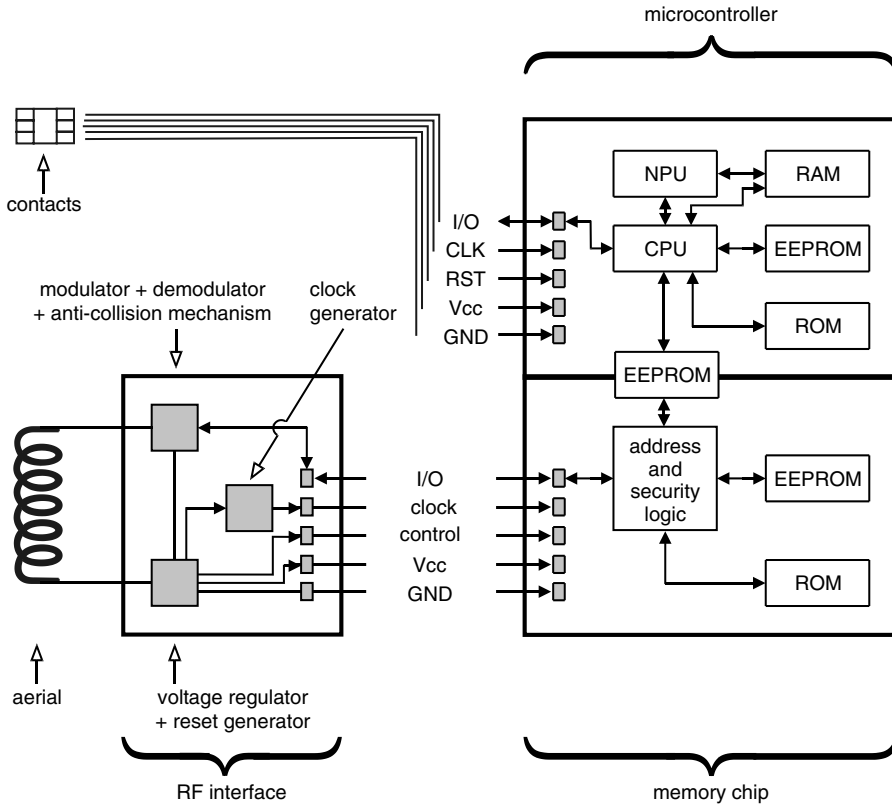 microcontroller
contacts
NPU
RAM
I/O
CPU
EEPROM
CLK
RST
Vcc
GND
ROM
modulator + demodulator
+ anti-collision mechanism
clock
generator
EEPROM
I/O
clock
control
Vcc
GND
address
and
security
logic
EEPROM
ROM
aerial
voltage regulator
+ reset generator
RF interface
memory chip